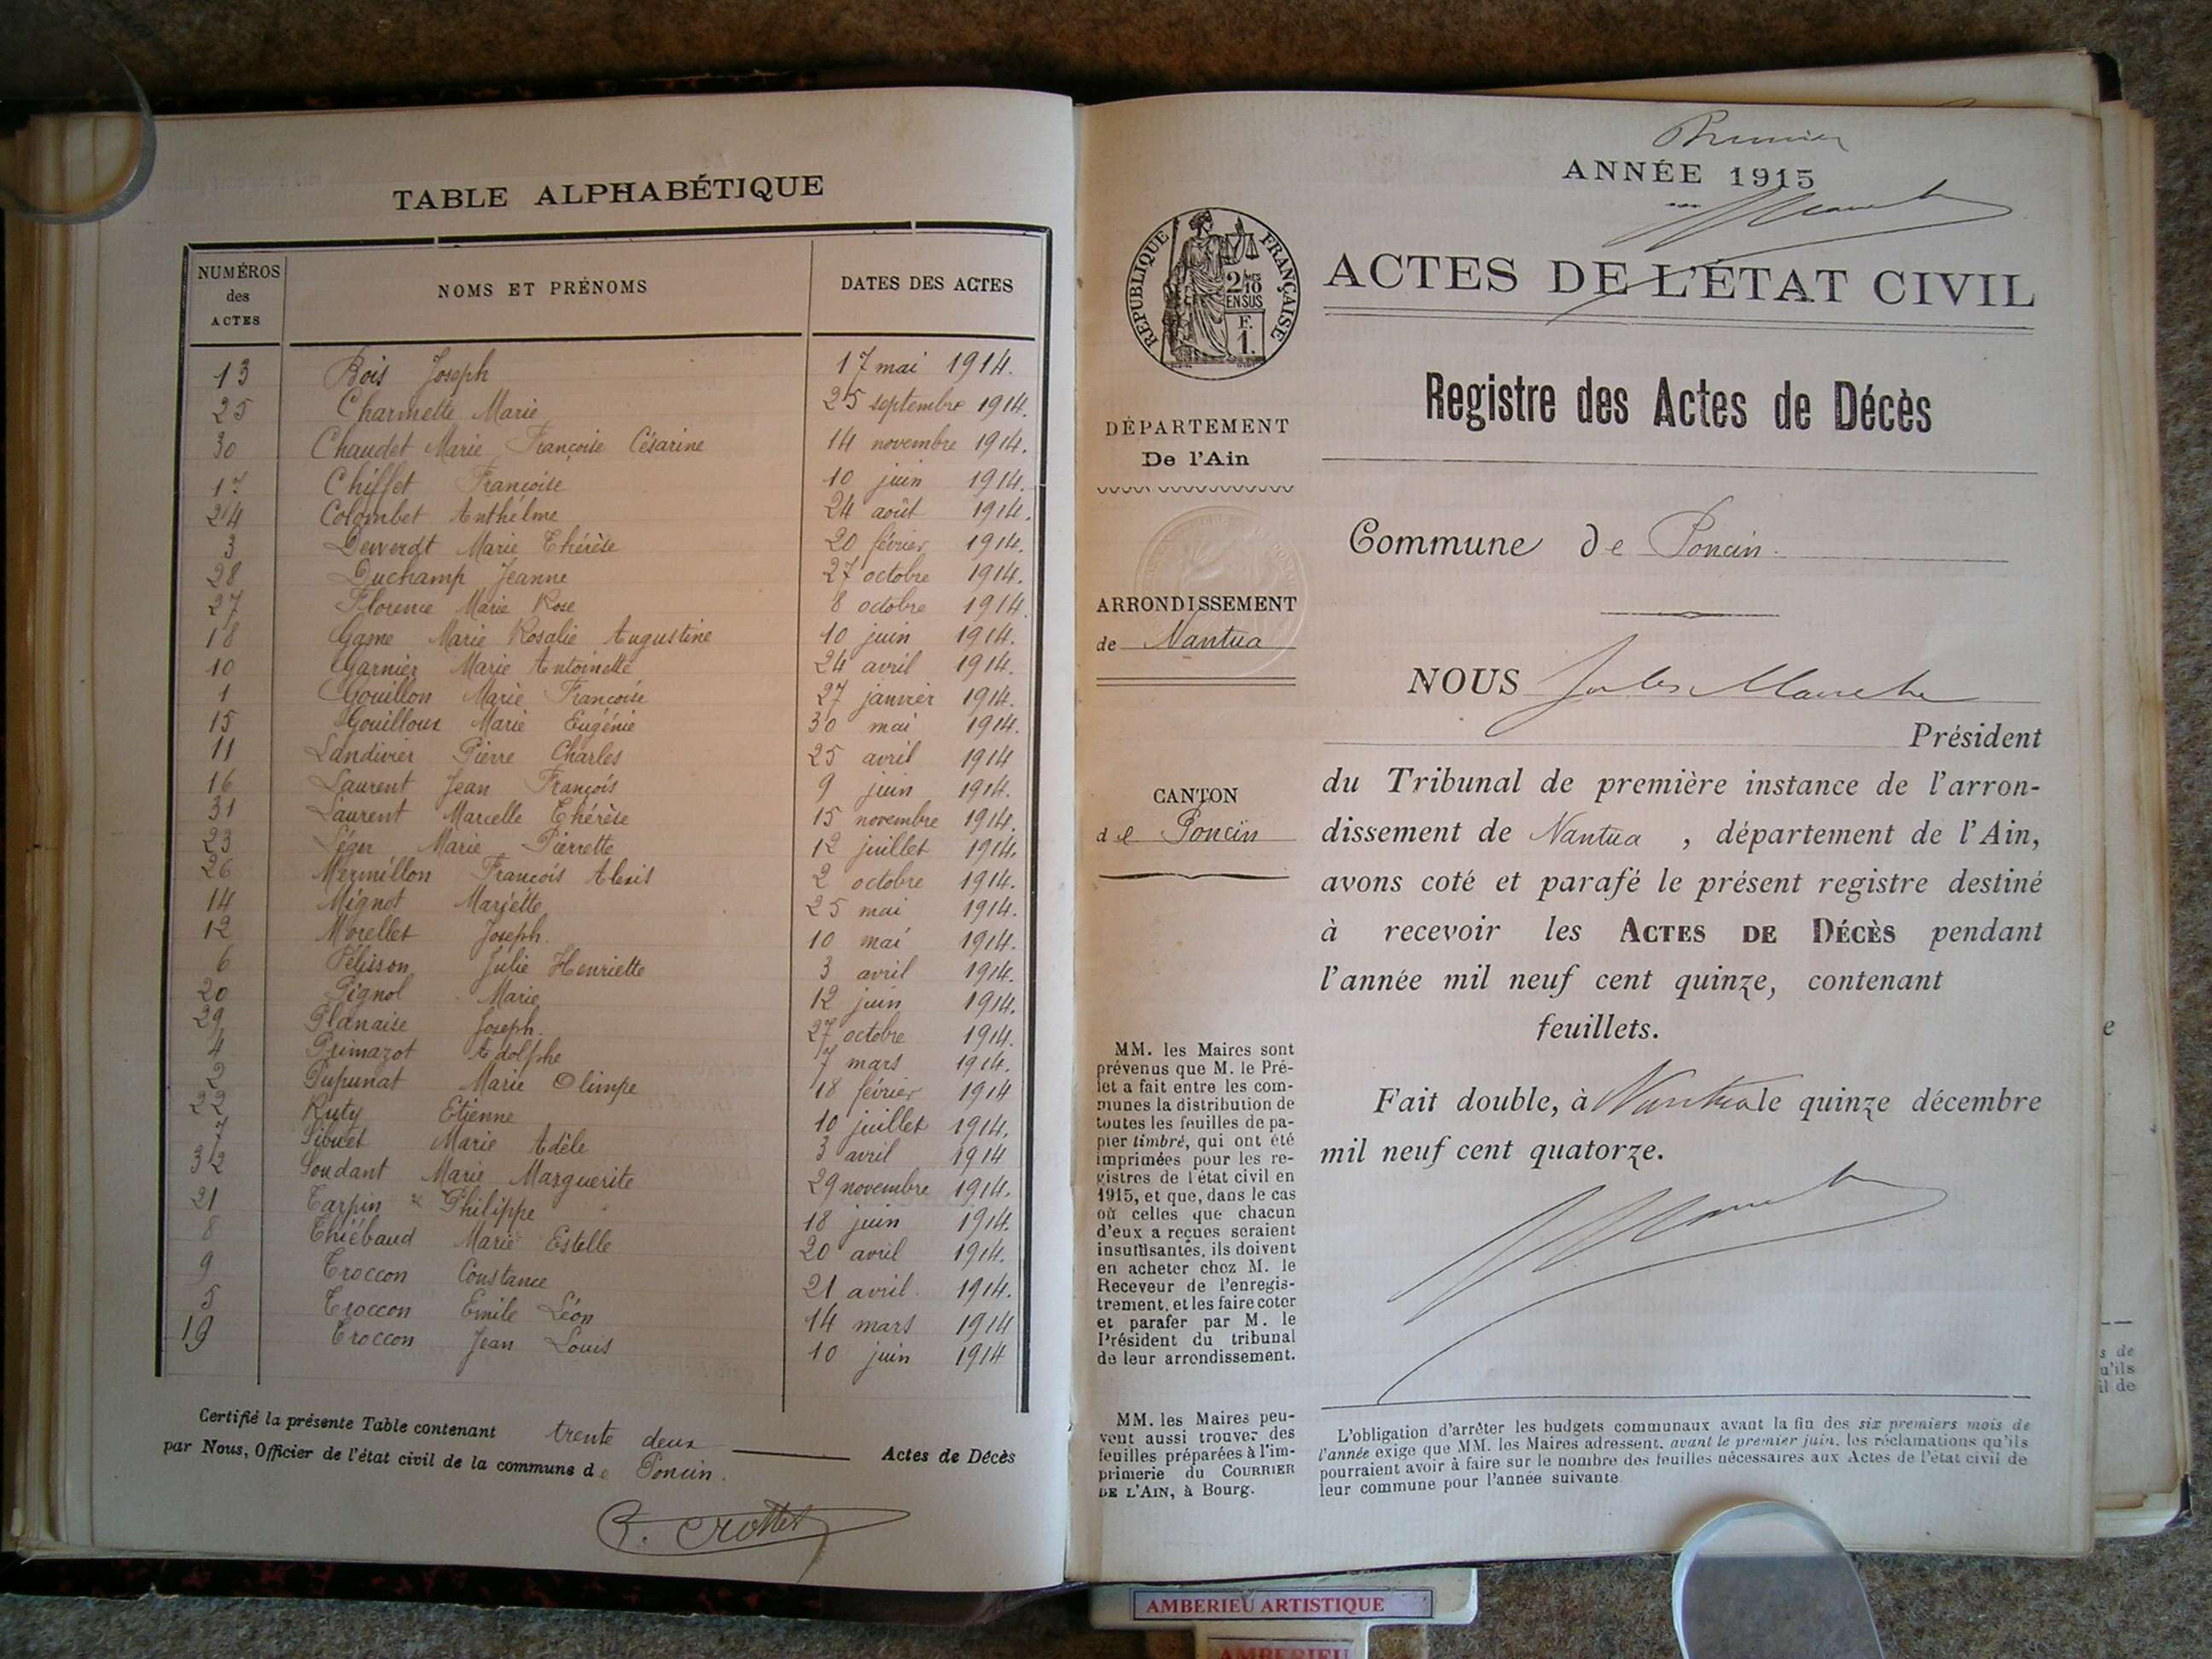 TABLE ALPHABÉTIQUE
NUMÉROS des ACTES NOMS ET PRÉNOMS DATES DES ACTES
13 Bois Joseph 17 mai 1914.
25 Charmette Marie 25 septembre 1914.
30 Chaudet Marie Françoise Césarine 14 novembre 1914.
17 Chiffet Françoise 10 juin 1914.
24 Colombet Anthelme 24 août 1914.
3 Dewerdt Marie Thérèse 20 février 1914.
28 Duchamp Jeanne 27 octobre 1914.
27 Florence Marie Rose 8 octobre 1914
18 Game Marie Rosalie Augustine 10 juin 1914.
10 Garnier Marie Antoinette 24 avril 1914.
1 Gouillon Marie Françoise 27 janvier 1914.
15 Gouilloux Marie Eugénie 30 mai 1914.
11 Landivier Pierre Charles 25 avril 1914
16 Laurent Jean François 9 juin 1914.
31 Laurent Marcelle Thérèse 15 novembre 1914.
23 Léger Marie Pierrette 12 juillet 1914.
26 Mermillon François Alexis 2 octobre 1914.
14 Mignot Mariette 25 mai 1914.
12 Morellet Joseph. 10 mai 1914.
6 Pélisson Julie Henriette 3 avril 1914.
20 Pignol Marie 12 juin 1914.
29 Planaise Joseph. 27 octobre 1914.
4 Primazot Adolphe 7 mars 1914.
2 Pupunat Marie Olimpe 18 février 1914
22 Ruty Etienne 10 juillet 1914.
7 Sibuet Marie Adèle 3 avril 1914
32 Soudant Marie Marguerite 29 novembre 1914.
21 Tarpin Philippe 18 juin 1914.
8 Thiébaud Marie Estelle 20 avril 1914.
9 Troccon Constance 21 avril. 1914.
5 Troccon Emile Léon 14 mars 1914
19 Troccon Jean Louis 10 juin 1914
Certifié la présente Table contenant trente deux Actes de Décès
par Nous, Officier de l'état civil de la commune de Poncin.
Crottet
Premier
ANNÉE 1915
RÉPUBLIQUE FRANÇAISE
2/10
EN SUS
F.
1.
ACTES DE L'ÉTAT CIVIL
Registre des Actes de Décès
DÉPARTEMENT
De l'Ain
ARRONDISSEMENT
de Nantua
CANTON
de Poncin
Commune de Poncin.
NOUS Jules
Président
du Tribunal de première instance de l'arron-
dissement de Nantua , département de l'Ain,
avons coté et parafé le présent registre destiné
à recevoir les ACTES DE DÉCÈS pendant
l'année mil neuf cent quinze, contenant
feuillets.
Fait double, à Nantua le quinze décembre
mil neuf cent quatorze.
MM. les Maires sont
prévenus que M. le Pré-
fet a fait entre les com-
munes la distribution de
toutes les feuilles de pa-
pier timbré, qui ont été
imprimées pour les re-
gistres de l'état civil en
1915, et que, dans le cas
où celles que chacun
d'eux a reçues seraient
insuffisantes, ils doivent
en acheter chez M. le
Receveur de l'enregis-
trement, et les faire coter
et parafer par M. le
Président du tribunal
de leur arrondissement.
MM. les Maires peu-
vent aussi trouver des
feuilles préparées à l'im-
primerie du COURRIER
DE L'AIN, à Bourg.
L'obligation d'arrêter les budgets communaux avant la fin des six premiers mois de
l'année exige que MM. les Maires adressent, avant le premier juin, les réclamations qu'ils
pourraient avoir à faire sur le nombre des feuilles nécessaires aux Actes de l'état civil de
leur commune pour l'année suivante
e
s de
u'ils
il de
AMBERIEU ARTISTIQUE
AMBERIEU